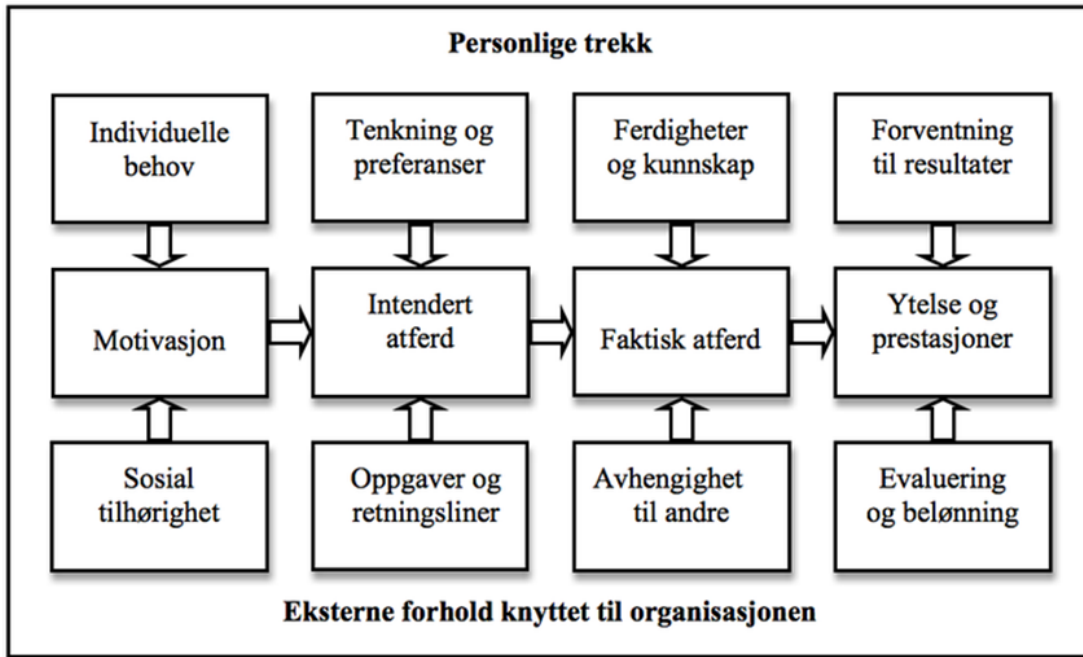 Personlige trekk
Individuelle
behov
Tenkning og
preferanser
Ferdigheter
og kunnskap
Forventning
til resultater
Motivasjon
Intendert
atferd
Faktisk atferd
Ytelse og
prestasjoner
Sosial
tilhørighet
Oppgaver og
retningsliner
Avhengighet
til andre
Evaluering
og belønning
Eksterne forhold knyttet til organisasjonen